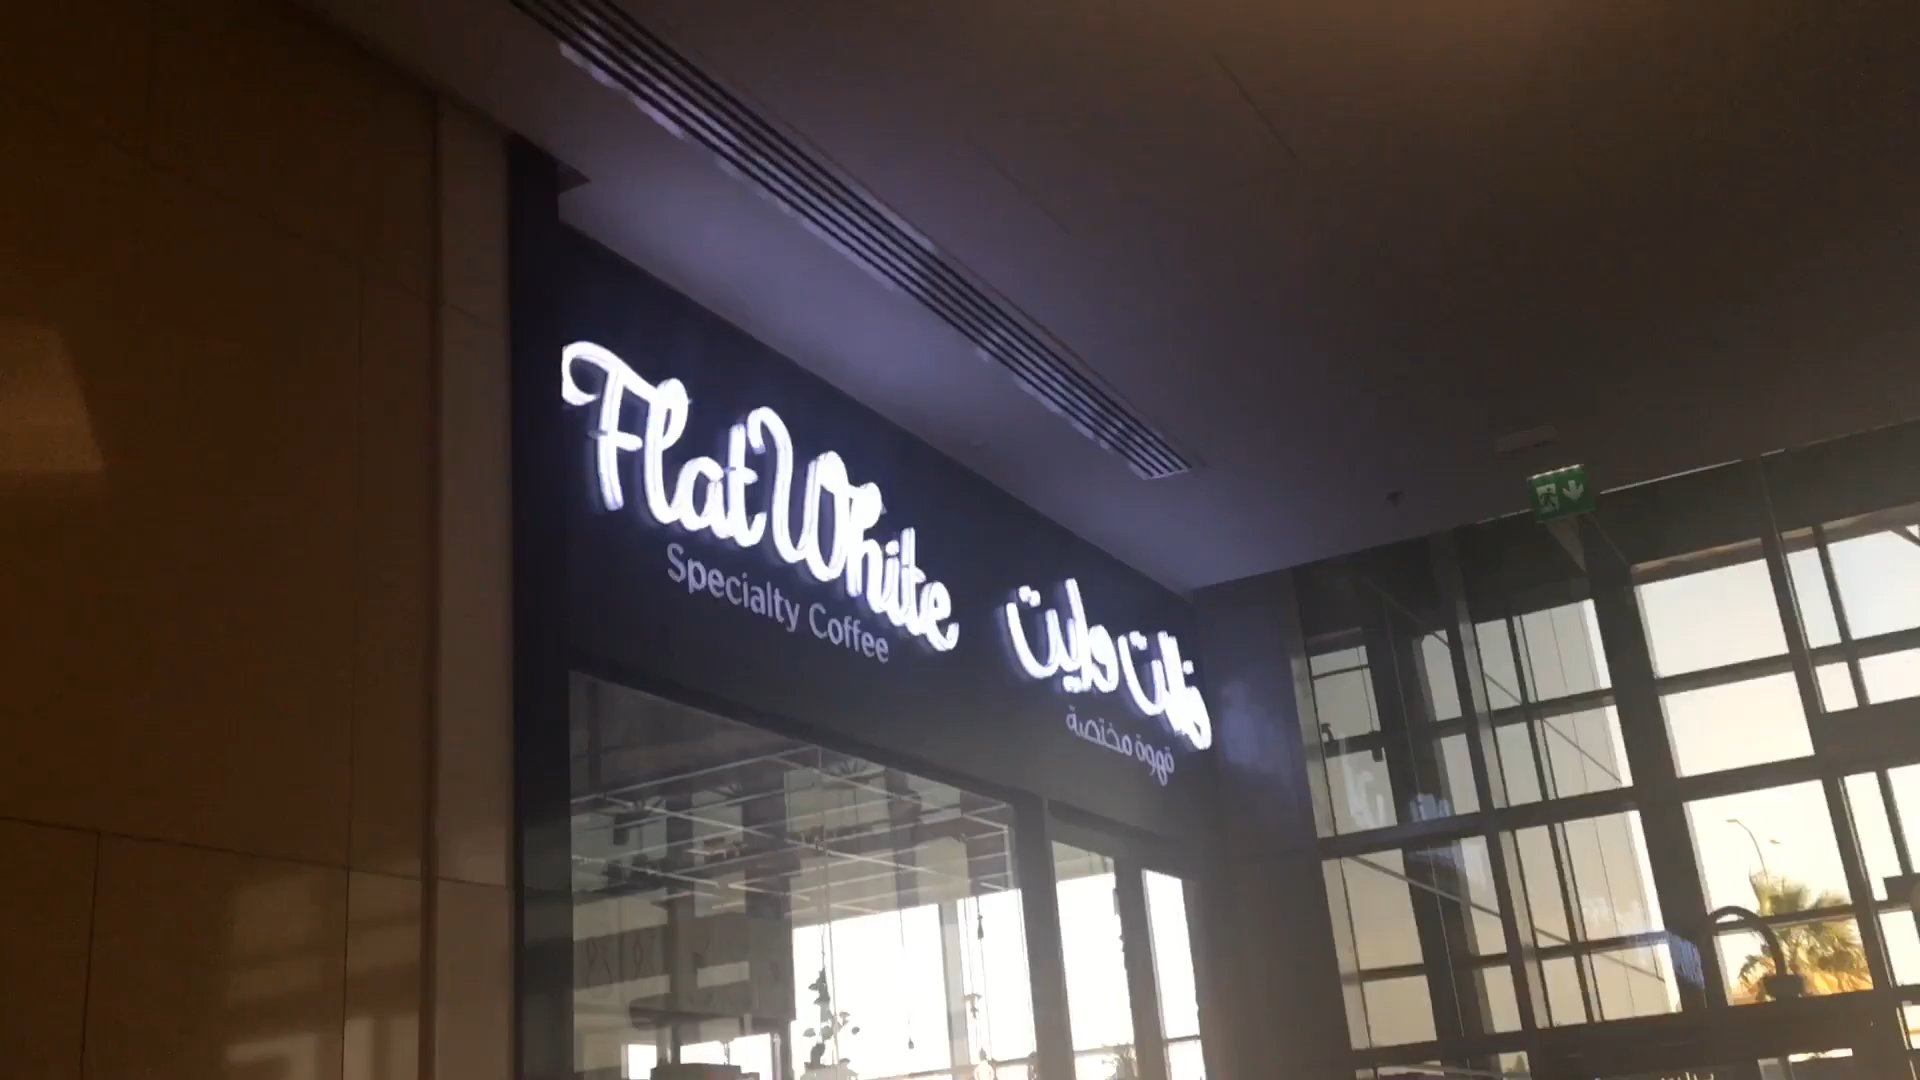 Flat White
Specialty Coffee
فلات وايت
قهوة مختصة